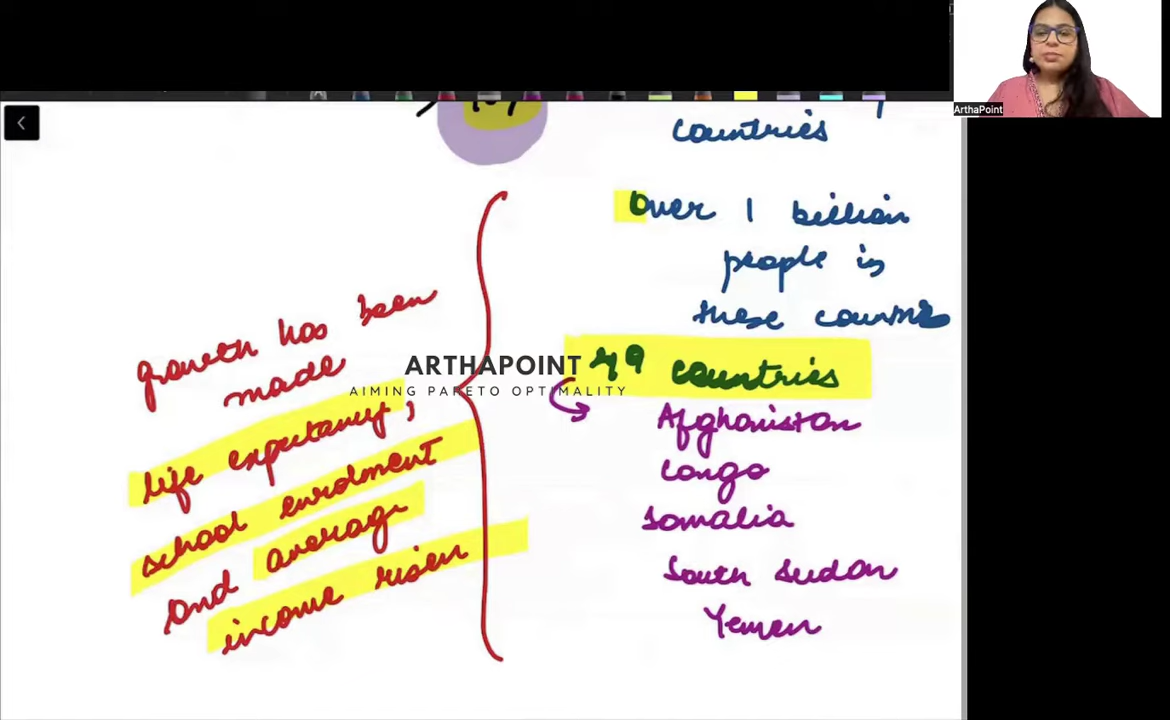 ArthaPoint
countries
Over 1 billion
people in
these countries
49 countries
Afghanistan
Congo
Somalia
South Sudan
Yemen
growth has been
made
life expectancy,
school enrolment
and average
income risen
ARTHAPOINT
AIMING PARETO OPTIMALITY